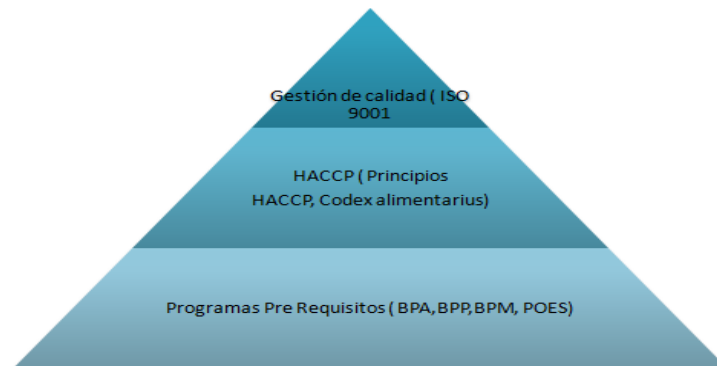 Gestión de calidad ( ISO
9001
HACCP ( Principios
HACCP, Codex alimentarius)
Programas Pre Requisitos ( BPA,BPP,BPM, POES)